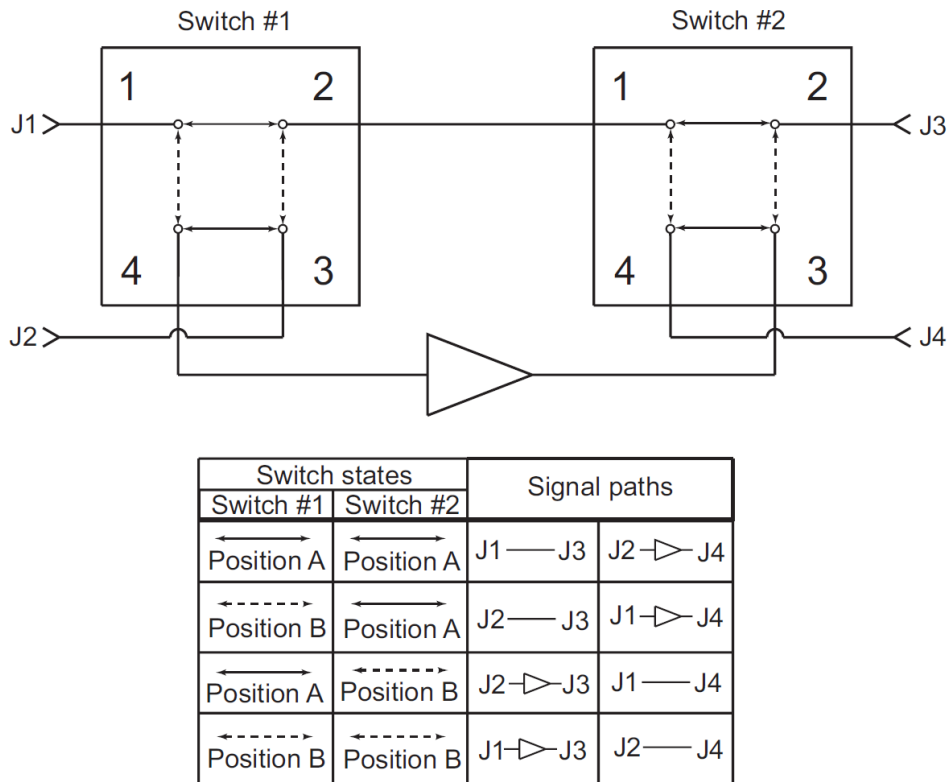 Switch #1 Switch #2
1 2 1 2
J1 J3
4 3 4 3
J2 J4
Switch states Signal paths
Switch #1 Switch #2
Position A Position A J1 J3 J2 J4
Position B Position A J2 J3 J1 J4
Position A Position B J2 J3 J1 J4
Position B Position B J1 J3 J2 J4